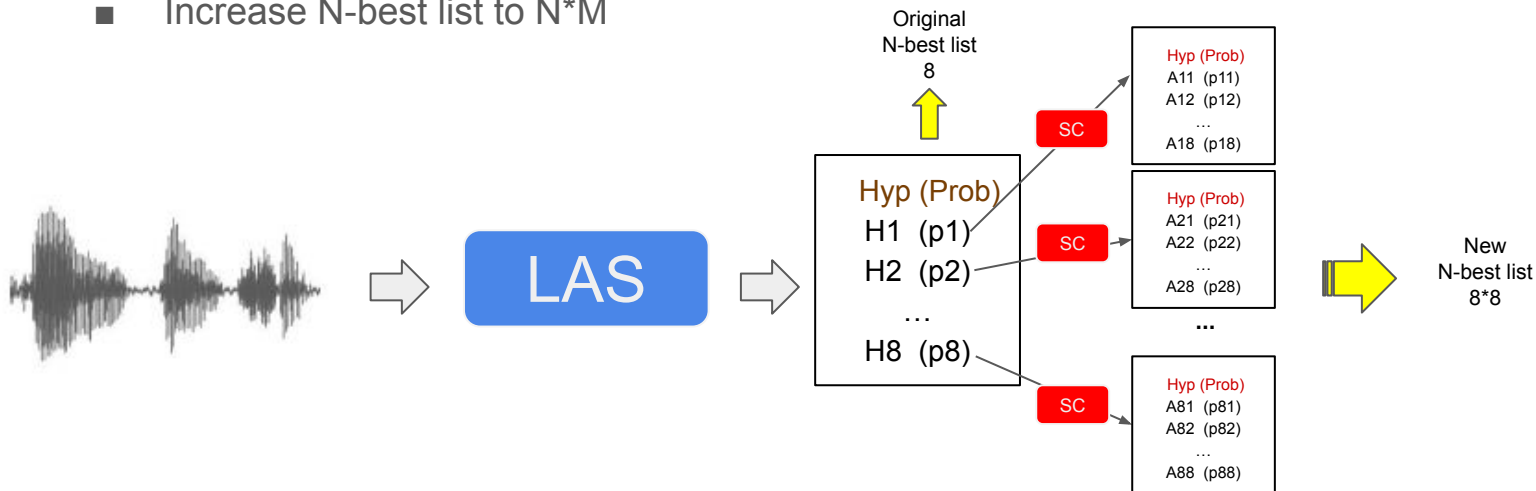 ■ Increase N-best list to N*M
Original
N-best list
8
LAS
Hyp (Prob)
H1 (p1)
H2 (p2)
...
H8 (p8)
SC
SC
SC
Hyp (Prob)
A11 (p11)
A12 (p12)
...
A18 (p18)
Hyp (Prob)
A21 (p21)
A22 (p22)
...
A28 (p28)
...
Hyp (Prob)
A81 (p81)
A82 (p82)
...
A88 (p88)
New
N-best list
8*8